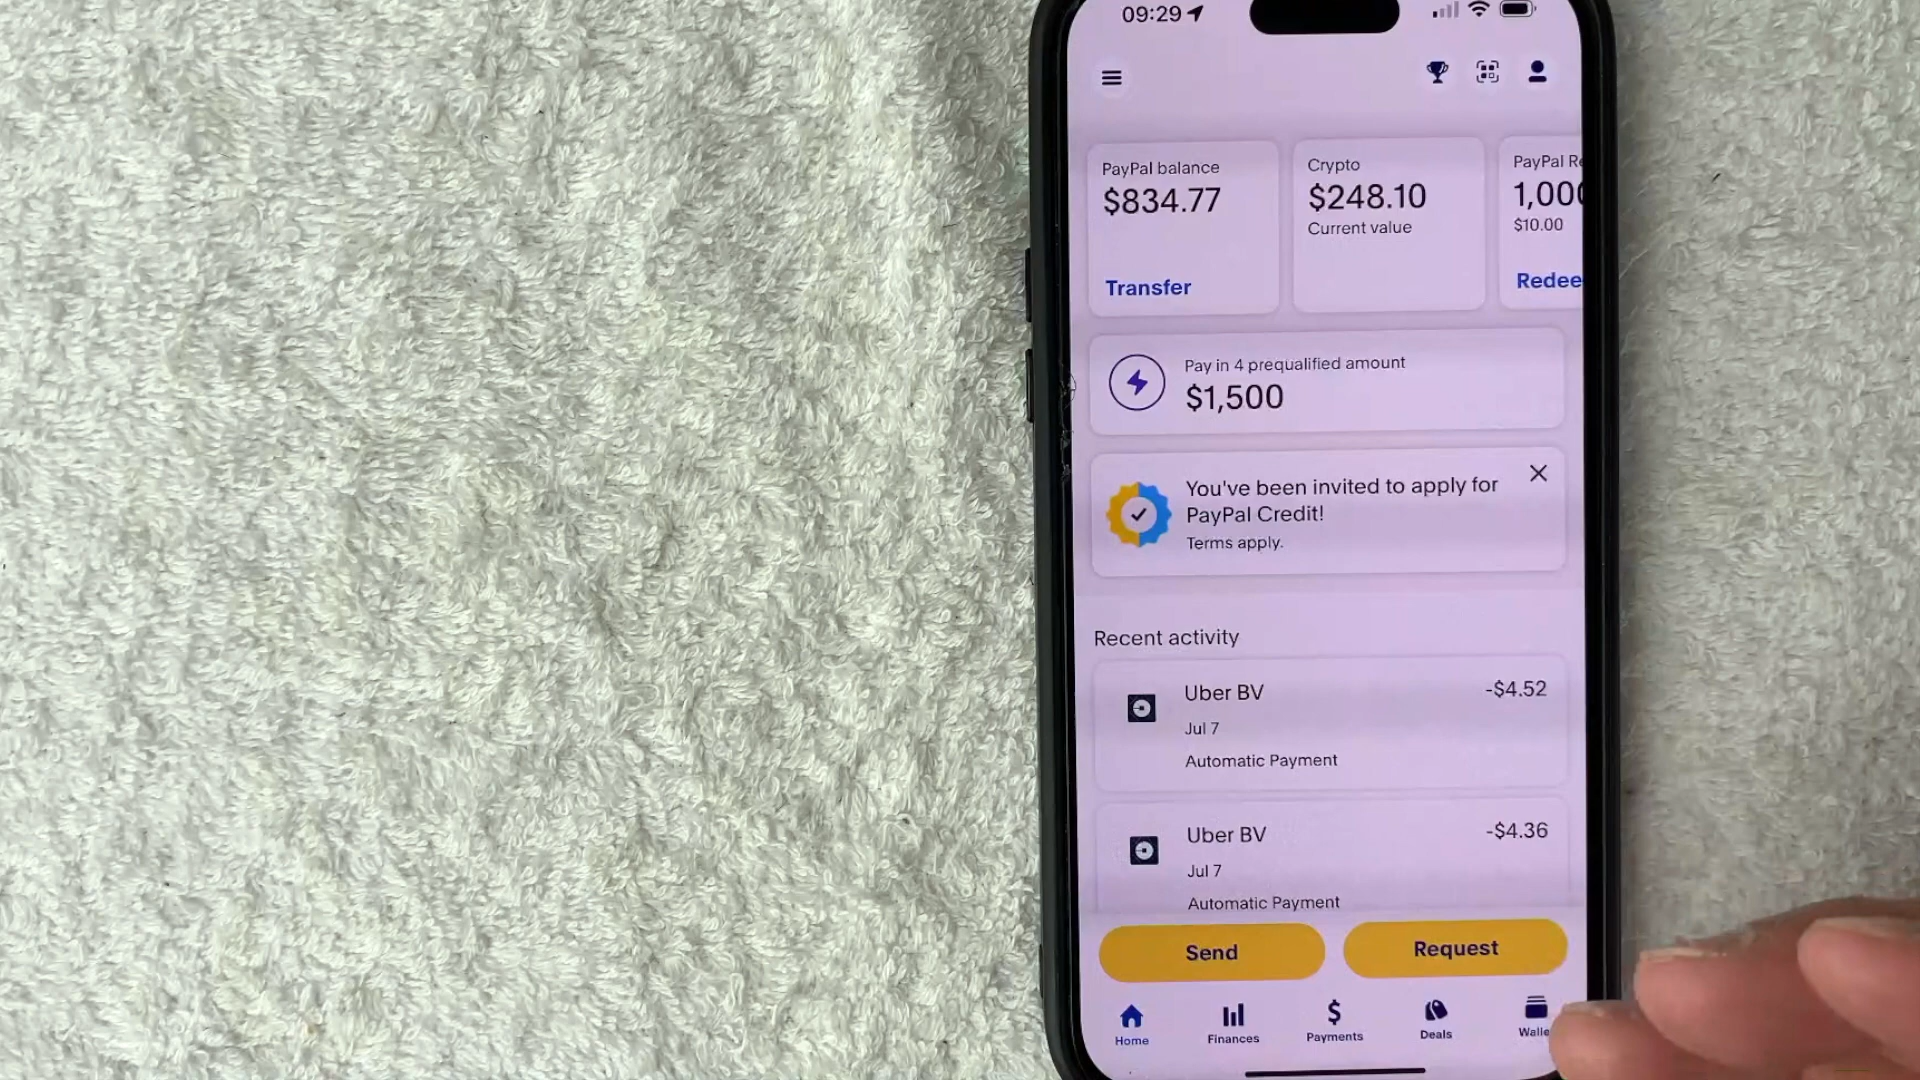 09:29
PayPal balance
$834.77
Transfer
Crypto
$248.10
Current value
PayPal
$10.00
Pay in 4 prequalified amount
$1,500
You've been invited to apply for
PayPal Credit!
Terms apply.
Recent activity
Uber BV
-$4.52
Jul 7
Automatic Payment
Uber BV
-$4.36
Jul 7
Automatic Payment
Send
Request
Home
Finances
Payments
Deals